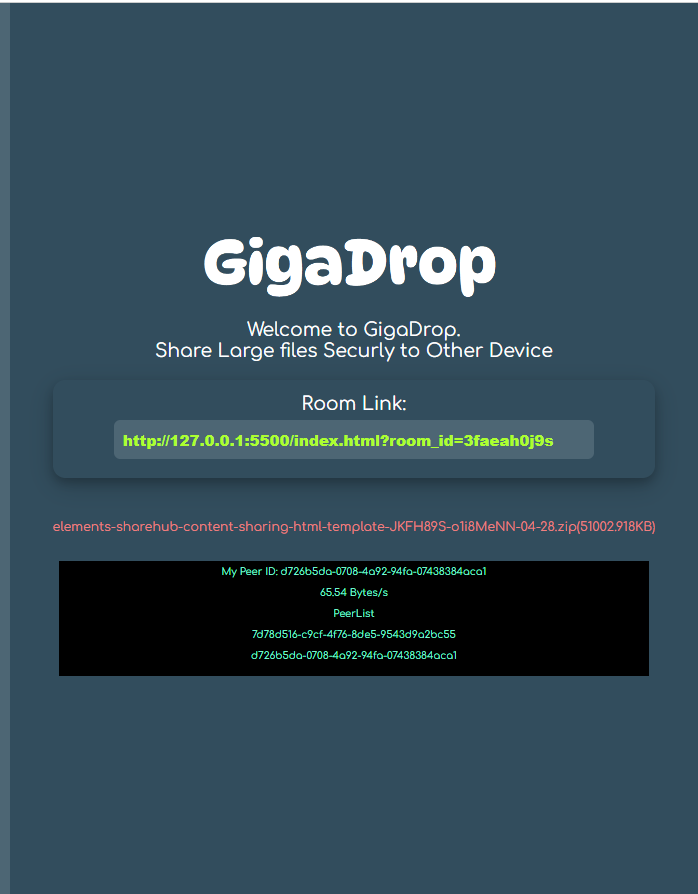 GigaDrop
Welcome to GigaDrop.
Share Large files Securly to Other Device
Room Link:
http://127.0.0.1:5500/index.html?room_id=3faeah0j9s
elements-sharehub-content-sharing-html-template-JKFH89S-o1i8MeNN-04-28.zip(51002.918KB)
My Peer ID: d726b5da-0708-4a92-94fa-07438384aca1
65.54 Bytes/s
PeerList
7d78d516-c9cf-4f76-8de5-9543d9a2bc55
d726b5da-0708-4a92-94fa-07438384aca1